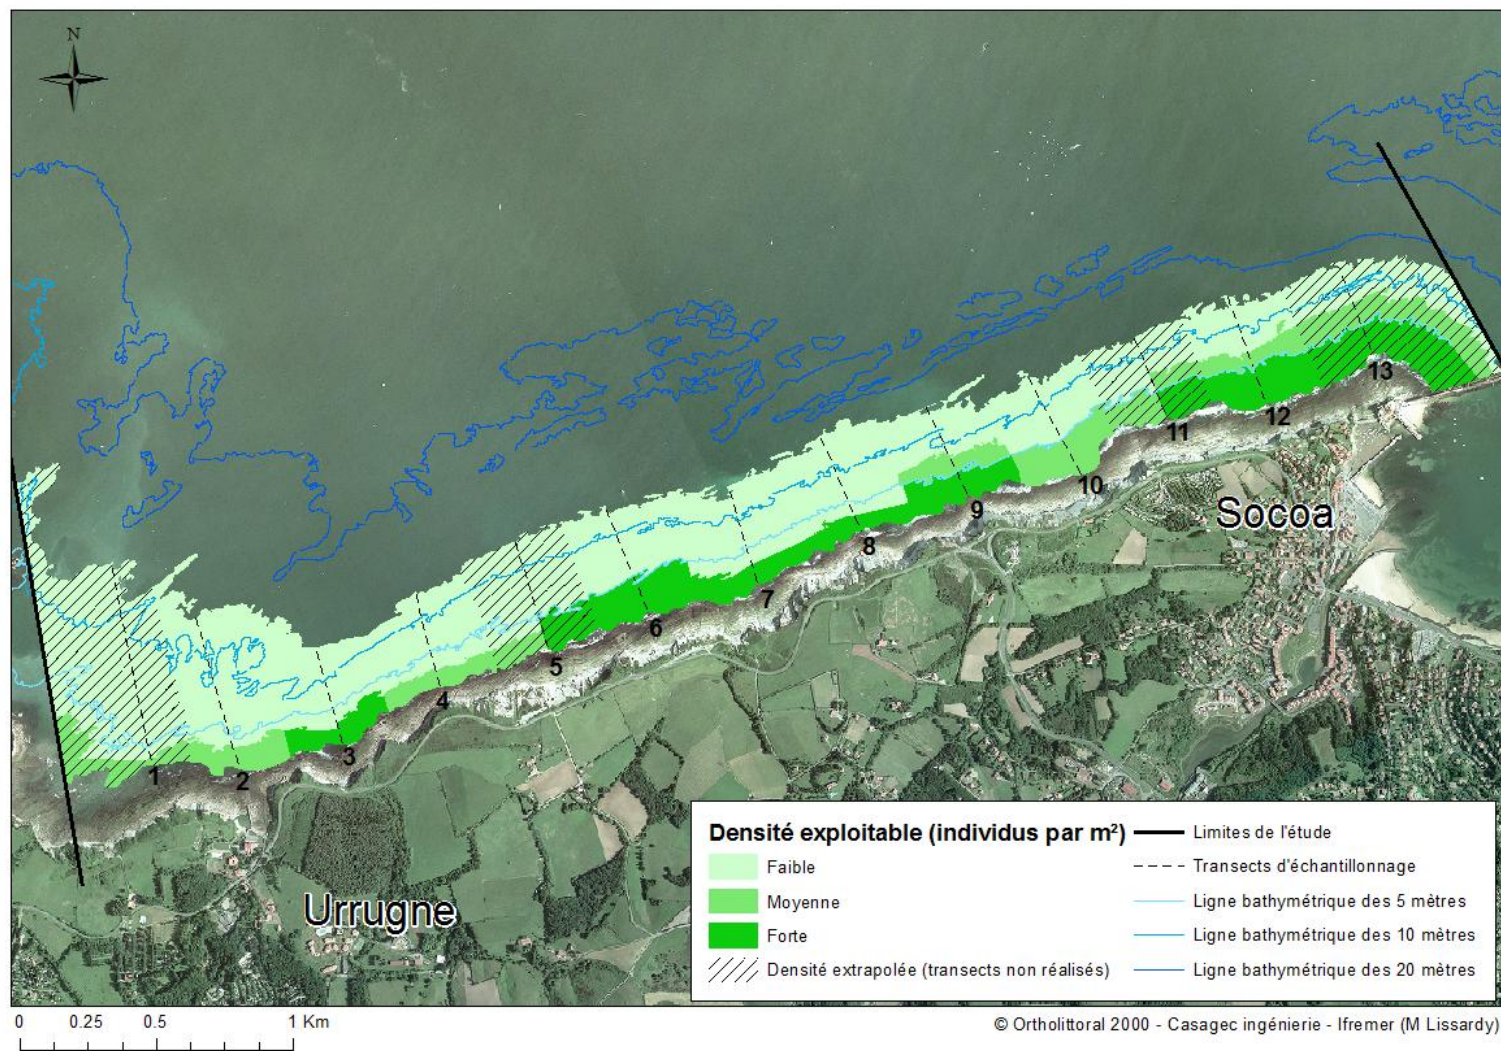 N
1
2
3
4
5
6
7
8
9
10
11
12
13
Socoa
Urrugne
Densité exploitable (individus par m²)
Faible
Moyenne
Forte
Densité extrapolée (transects non réalisés)
Limites de l'étude
Transects d'échantillonnage
Ligne bathymétrique des 5 mètres
Ligne bathymétrique des 10 mètres
Ligne bathymétrique des 20 mètres
0 0.25 0.5 1 Km
© Ortholittoral 2000 - Casagec ingénierie - Ifremer (M Lissardy)